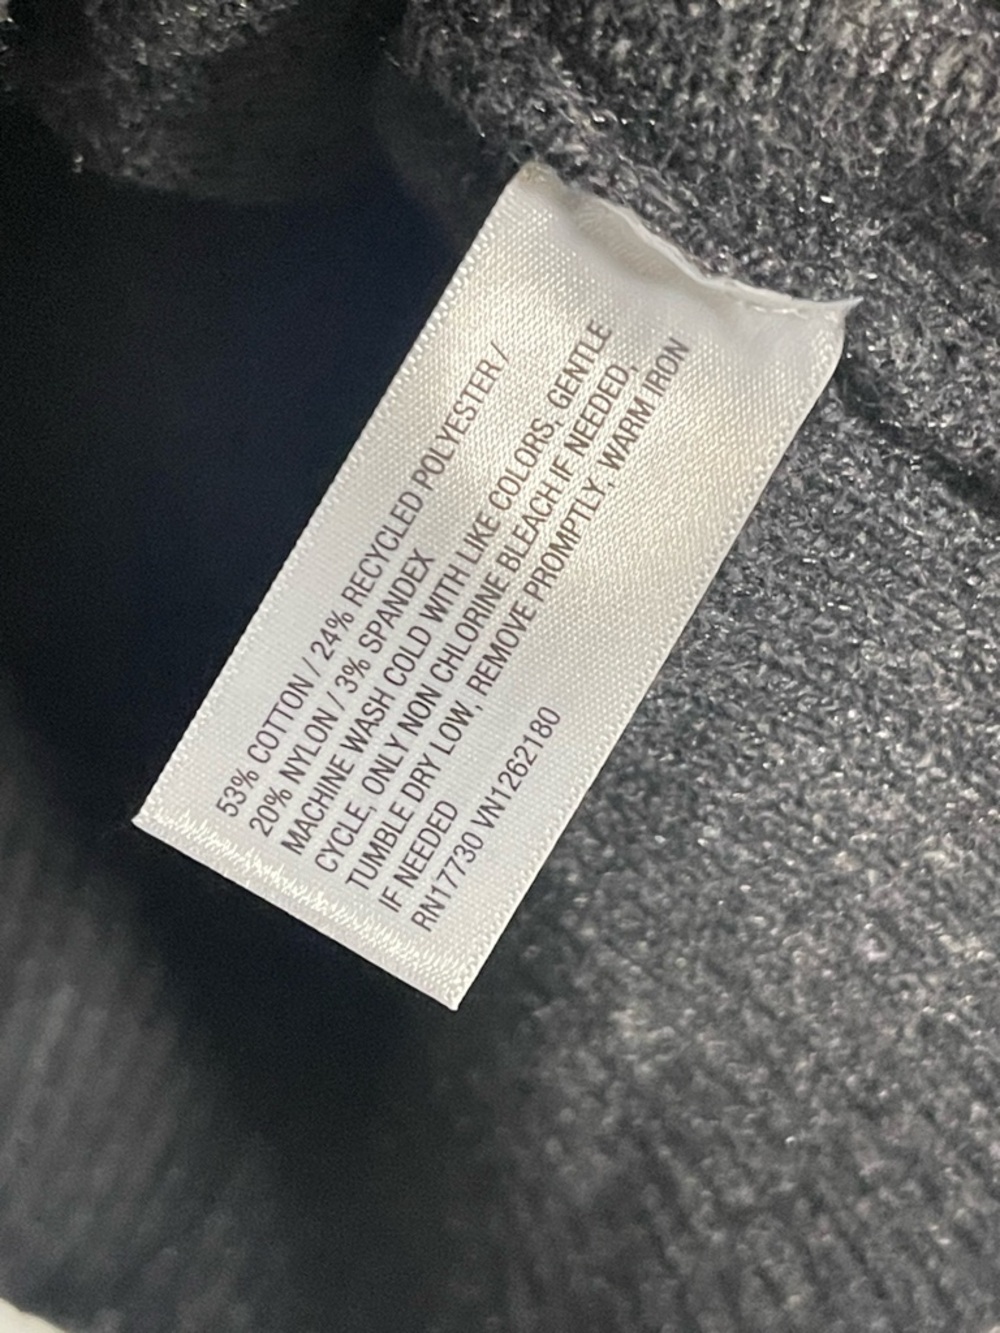 53% COTTON / 24% RECYCLED POLYESTER /
20% NYLON / 3% SPANDEX
MACHINE WASH COLD WITH LIKE COLORS, GENTLE
CYCLE, ONLY NON CHLORINE BLEACH IF NEEDED,
TUMBLE DRY LOW, REMOVE PROMPTLY, WARM IRON
IF NEEDED
RN17730 VN1262180